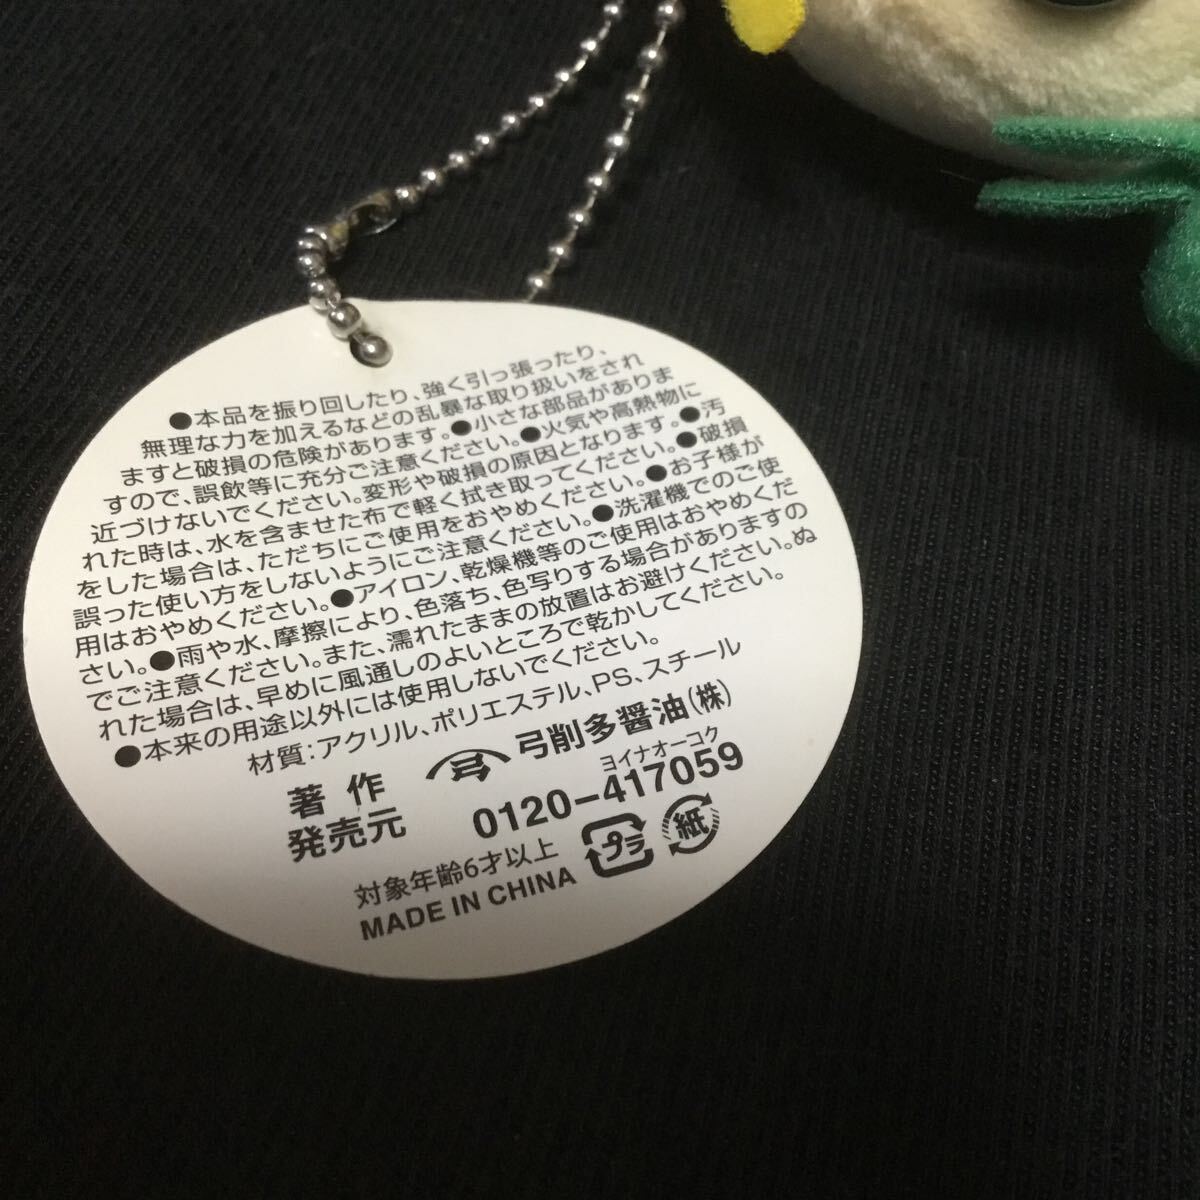 ●本品を振り回したり、強く引っ張ったり、
無理な力を加えるなどの乱暴な取り扱いをされ
ますと破損の危険があります。●小さな部品がありま
すので、誤飲等に充分ご注意ください。●火気や高熱物に
近づけないでください。変形や破損の原因となります。●汚
れた時は、水を含ませた布で軽く拭き取ってください。●破損
をした場合は、ただちにご使用をおやめください。●お子様が
誤った使い方をしないようにご注意ください。●洗濯機でのご使
用はおやめください。●アイロン、乾燥機等のご使用はおやめくだ
さい。●雨や水、摩擦により、色落ち、色写りする場合がありますの
でご注意ください。また、濡れたままの放置はお避けください。ぬ
れた場合は、早めに風通しのよいところで乾かしてください。
●本来の用途以外には使用しないでください。
材質:アクリル、ポリエステル、PS、スチール
著作
発売元
弓
弓削多醤油(株)
ヨイナオーコク
0120-417059
対象年齢6才以上
プラ
紙
MADE IN CHINA